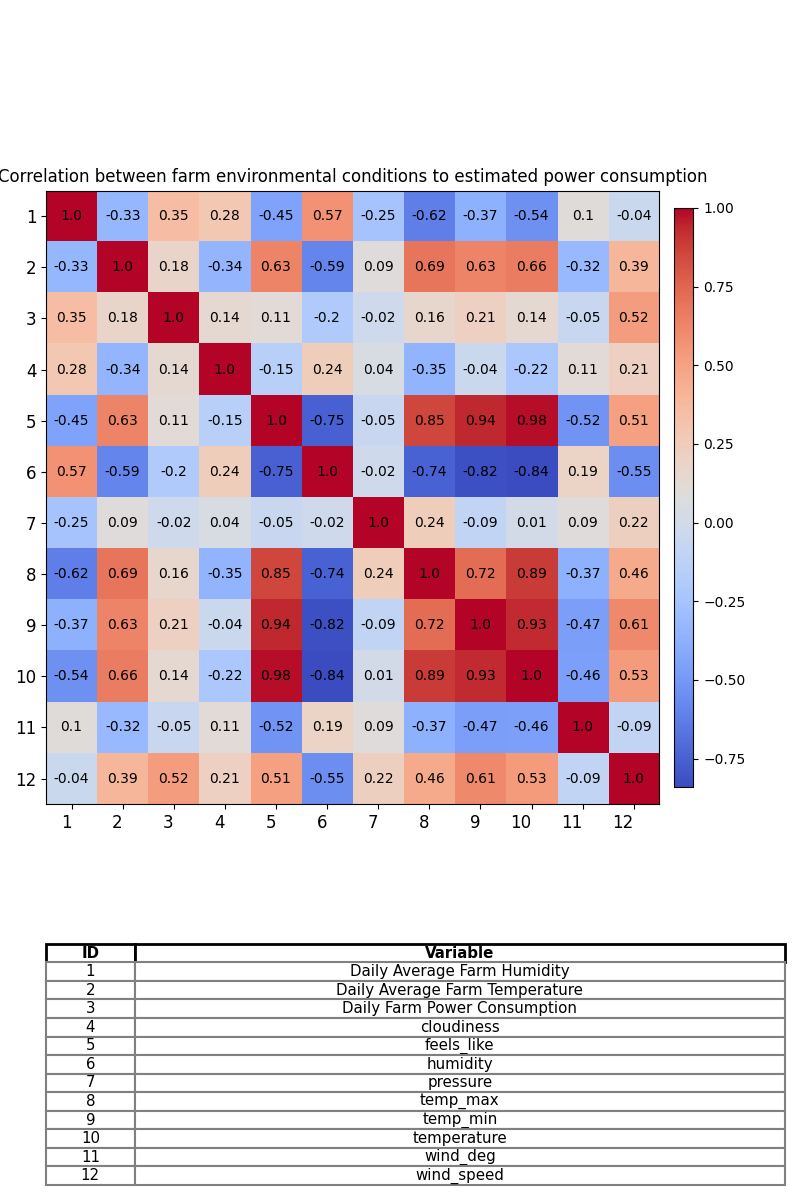 Correlation between farm environmental conditions to estimated power consumption
1 1.0 -0.33 0.35 0.28 -0.45 0.57 -0.25 -0.62 -0.37 -0.54 0.1 -0.04
2 -0.33 1.0 0.18 -0.34 0.63 -0.59 0.09 0.69 0.63 0.66 -0.32 0.39
3 0.35 0.18 1.0 0.14 0.11 -0.2 -0.02 0.16 0.21 0.14 -0.05 0.52
4 0.28 -0.34 0.14 1.0 -0.15 0.24 0.04 -0.35 -0.04 -0.22 0.11 0.21
5 -0.45 0.63 0.11 -0.15 1.0 -0.75 -0.05 0.85 0.94 0.98 -0.52 0.51
6 0.57 -0.59 -0.2 0.24 -0.75 1.0 -0.02 -0.74 -0.82 -0.84 0.19 -0.55
7 -0.25 0.09 -0.02 0.04 -0.05 -0.02 1.0 0.24 -0.09 0.01 0.09 0.22
8 -0.62 0.69 0.16 -0.35 0.85 -0.74 0.24 1.0 0.72 0.89 -0.37 0.46
9 -0.37 0.63 0.21 -0.04 0.94 -0.82 -0.09 0.72 1.0 0.93 -0.47 0.61
10 -0.54 0.66 0.14 -0.22 0.98 -0.84 0.01 0.89 0.93 1.0 -0.46 0.53
11 0.1 -0.32 -0.05 0.11 -0.52 0.19 0.09 -0.37 -0.47 -0.46 1.0 -0.09
12 -0.04 0.39 0.52 0.21 0.51 -0.55 0.22 0.46 0.61 0.53 -0.09 1.0
1 2 3 4 5 6 7 8 9 10 11 12
1.00
0.75
0.50
0.25
0.00
−0.25
−0.50
−0.75
ID Variable
1 Daily Average Farm Humidity
2 Daily Average Farm Temperature
3 Daily Farm Power Consumption
4 cloudiness
5 feels_like
6 humidity
7 pressure
8 temp_max
9 temp_min
10 temperature
11 wind_deg
12 wind_speed